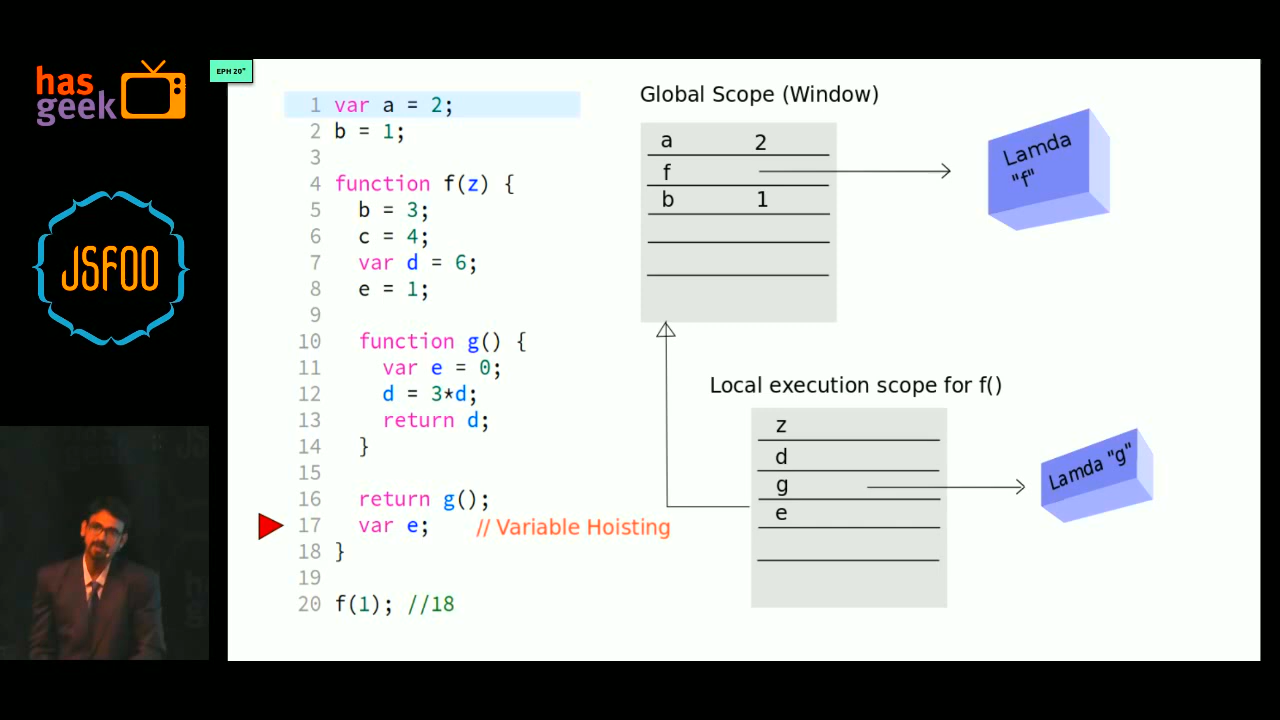 has
geek
JSFOO
EPH 20"
1 var a = 2;
2 b = 1;
3
4 function f(z) {
5 b = 3;
6 c = 4;
7 var d = 6;
8 e = 1;
9
10 function g() {
11 var e = 0;
12 d = 3*d;
13 return d;
14 }
15
16 return g();
17 var e; // Variable Hoisting
18 }
19
20 f(1); //18
Global Scope (Window)
a 2
f
b 1
Lamda
"f"
Local execution scope for f()
z
d
g
e
Lamda "g"